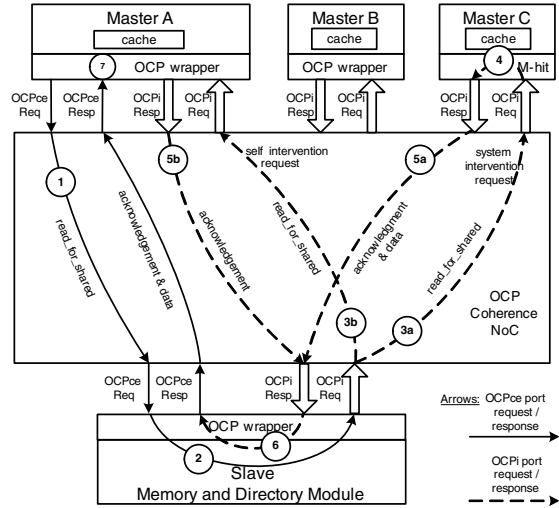 Master A
Master B
Master C
cache
cache
cache
7
OCP wrapper
OCP wrapper
4
M-hit
OCPce
Req
OCPce
Resp
OCPi
Resp
OCPi
Req
OCPi
Resp
OCPi
Req
OCPi
Resp
OCPi
Req
5b
self intervention
request
5a
system
intervention
request
1
read_for_shared
acknowledgement & data
acknowledgement
read_for_shared
acknowledgment
& data
read_for_shared
OCP
Coherence
NoC
3b
3a
OCPce
Req
OCPce
Resp
OCPi
Resp
OCPi
Req
OCP wrapper
6
2
Slave
Memory and Directory Module
Arrows: OCPce port
request /
response
OCPi port
request /
response